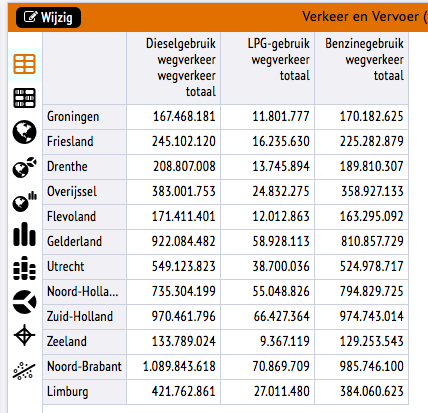 Wijzig
Verkeer en Vervoer (
Dieselgebruik wegverkeer wegverkeer totaal
LPG-gebruik wegverkeer totaal
Benzinegebruik wegverkeer totaal
Groningen 167.468.181 11.801.777 170.182.625
Friesland 245.102.120 16.235.630 225.282.879
Drenthe 208.807.008 13.745.894 189.810.307
Overijssel 383.001.753 24.832.275 358.927.133
Flevoland 171.411.401 12.012.863 163.295.092
Gelderland 922.084.482 58.928.113 810.857.729
Utrecht 549.123.823 38.700.036 524.978.717
Noord-Holla... 735.304.199 55.048.826 794.829.725
Zuid-Holland 970.461.796 66.427.364 974.743.014
Zeeland 133.789.024 9.367.119 129.253.543
Noord-Brabant 1.089.843.618 70.869.709 985.746.100
Limburg 421.762.861 27.011.480 384.060.623